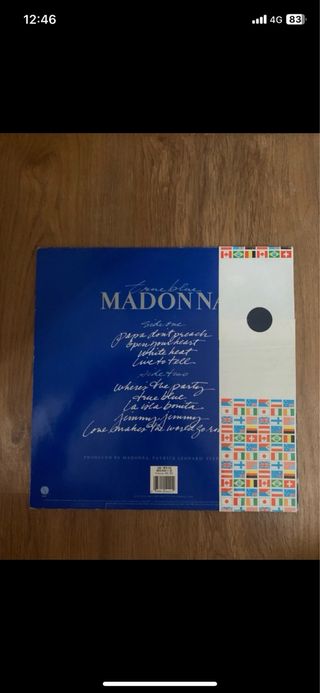 12:46
4G
83
true blue
MADONNA
side one
papa don't preach
open your heart
white heat
live to tell
side two
where's the party
true blue
la isla bonita
jimmy jimmy
love makes the world go rou
PRODUCED BY MADONNA, PATRICK LEONARD